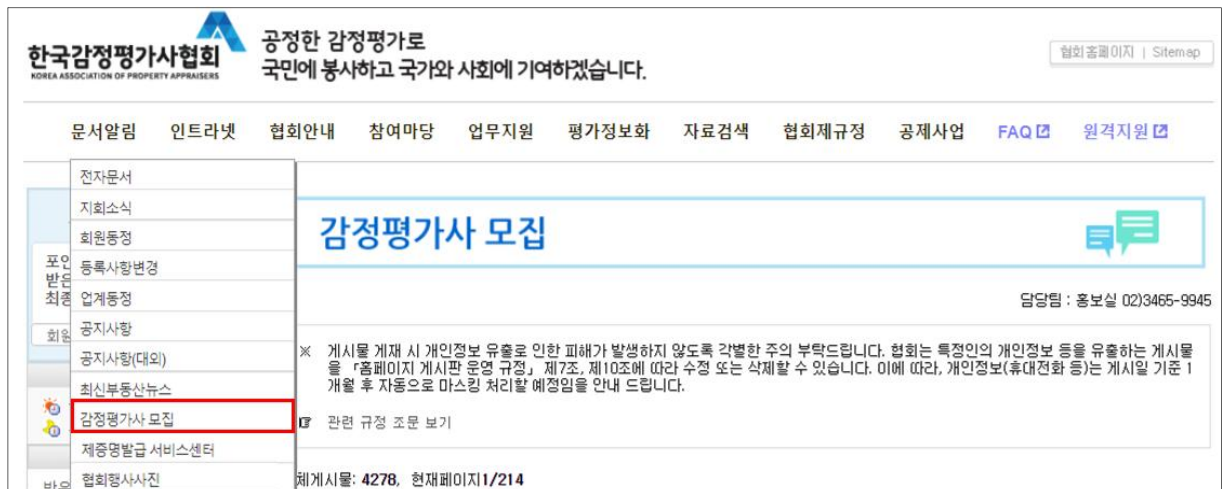 한국감정평가사협회
KOREA ASSOCIATION OF PROPERTY APPRAISERS
공정한 감정평가로
국민에 봉사하고 국가와 사회에 기여하겠습니다.
협회홈페이지 | Sitemap
문서알림 인트라넷 협회안내 참여마당 업무지원 평가정보화 자료검색 협회제규정 공제사업 FAQ 원격지원
전자문서
지회소식
회원동정
등록사항변경
업계동정
공지사항
공지사항(대외)
최신부동산뉴스
감정평가사 모집
제증명발급 서비스센터
협회행사사진
포인
받은
최종
회원
받은
감정평가사 모집
담당팀 : 홍보실 02)3465-9945
※ 게시물 게재 시 개인정보 유출로 인한 피해가 발생하지 않도록 각별한 주의 부탁드립니다. 협회는 특정인의 개인정보 등을 유출하는 게시물
을 「홈페이지 게시판 운영 규정」 제7조, 제10조에 따라 수정 또는 삭제할 수 있습니다. 이에 따라, 개인정보(휴대전화 등)는 게시일 기준 1
개월 후 자동으로 마스킹 처리할 예정임을 안내 드립니다.
☞ 관련 규정 조문 보기
체게시물: 4278, 현재페이지1/214